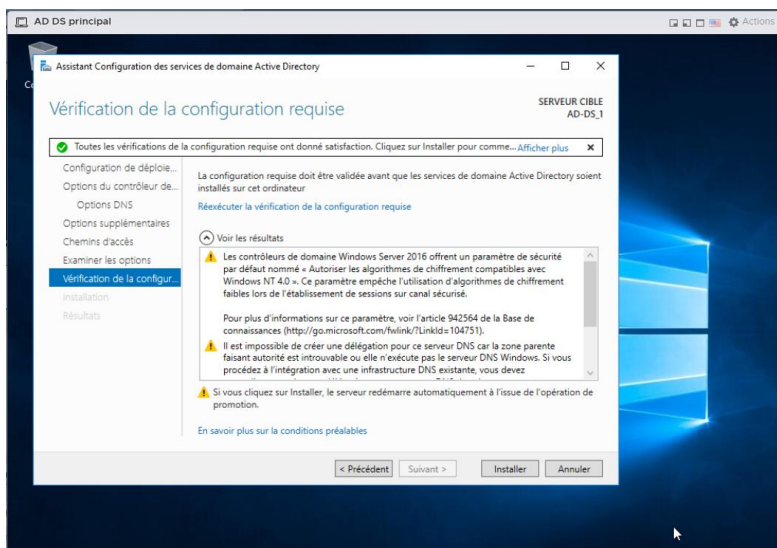 AD DS principal
Actions
Assistant Configuration des services de domaine Active Directory
Vérification de la configuration requise
SERVEUR CIBLE
AD-DS_1
Toutes les vérifications de la configuration requise ont donné satisfaction. Cliquez sur Installer pour comme... Afficher plus
Configuration de déploie...
Options du contrôleur de...
Options DNS
Options supplémentaires
Chemins d'accès
Examiner les options
Vérification de la configur...
Installation
Résultats
La configuration requise doit être validée avant que les services de domaine Active Directory soient
installés sur cet ordinateur
Réexécuter la vérification de la configuration requise
Voir les résultats
Les contrôleurs de domaine Windows Server 2016 offrent un paramètre de sécurité
par défaut nommé « Autoriser les algorithmes de chiffrement compatibles avec
Windows NT 4.0 ». Ce paramètre empêche l'utilisation d'algorithmes de chiffrement
faibles lors de l'établissement de sessions sur canal sécurisé.
Pour plus d'informations sur ce paramètre, voir l'article 942564 de la Base de
connaissances (http://go.microsoft.com/fwlink/?LinkId=104751).
Il est impossible de créer une délégation pour ce serveur DNS car la zone parente
faisant autorité est introuvable ou elle n'exécute pas le serveur DNS Windows. Si vous
procédez à l'intégration avec une infrastructure DNS existante, vous devez
Si vous cliquez sur Installer, le serveur redémarre automatiquement à l'issue de l'opération de
promotion.
En savoir plus sur la conditions préalables
< Précédent
Suivant >
Installer
Annuler